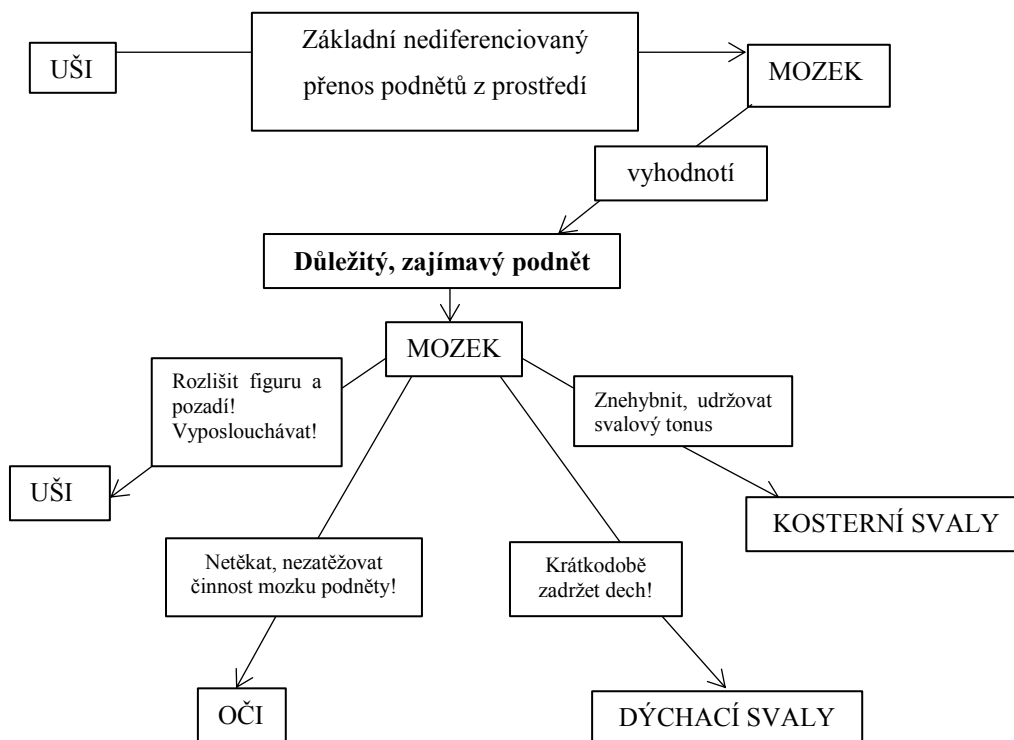 UŠI
Základní nediferenciovaný
přenos podnětů z prostředí
MOZEK
vyhodnotí
Důležitý, zajímavý podnět
MOZEK
Rozlišit figuru a
pozadí!
Vyposlouchávat!
Znehybnit, udržovat
svalový tonus
UŠI
KOSTERNÍ SVALY
Netěkat, nezatěžovat
činnost mozku podněty!
Krátkodobě
zadržet dech!
OČI
DÝCHACÍ SVALY